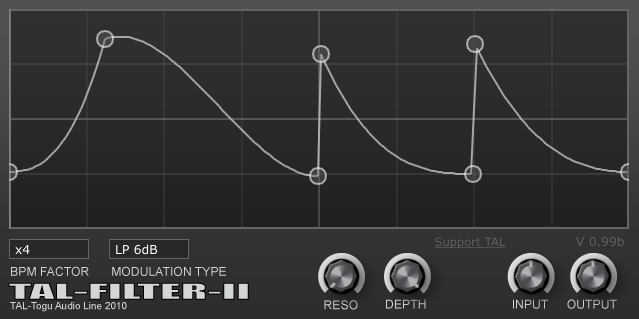 Support TAL
V 0.99b
x4
LP 6dB
BPM FACTOR
MODULATION TYPE
TAL-FILTER-II
TAL-Togu Audio Line 2010
RESO
DEPTH
INPUT
OUTPUT